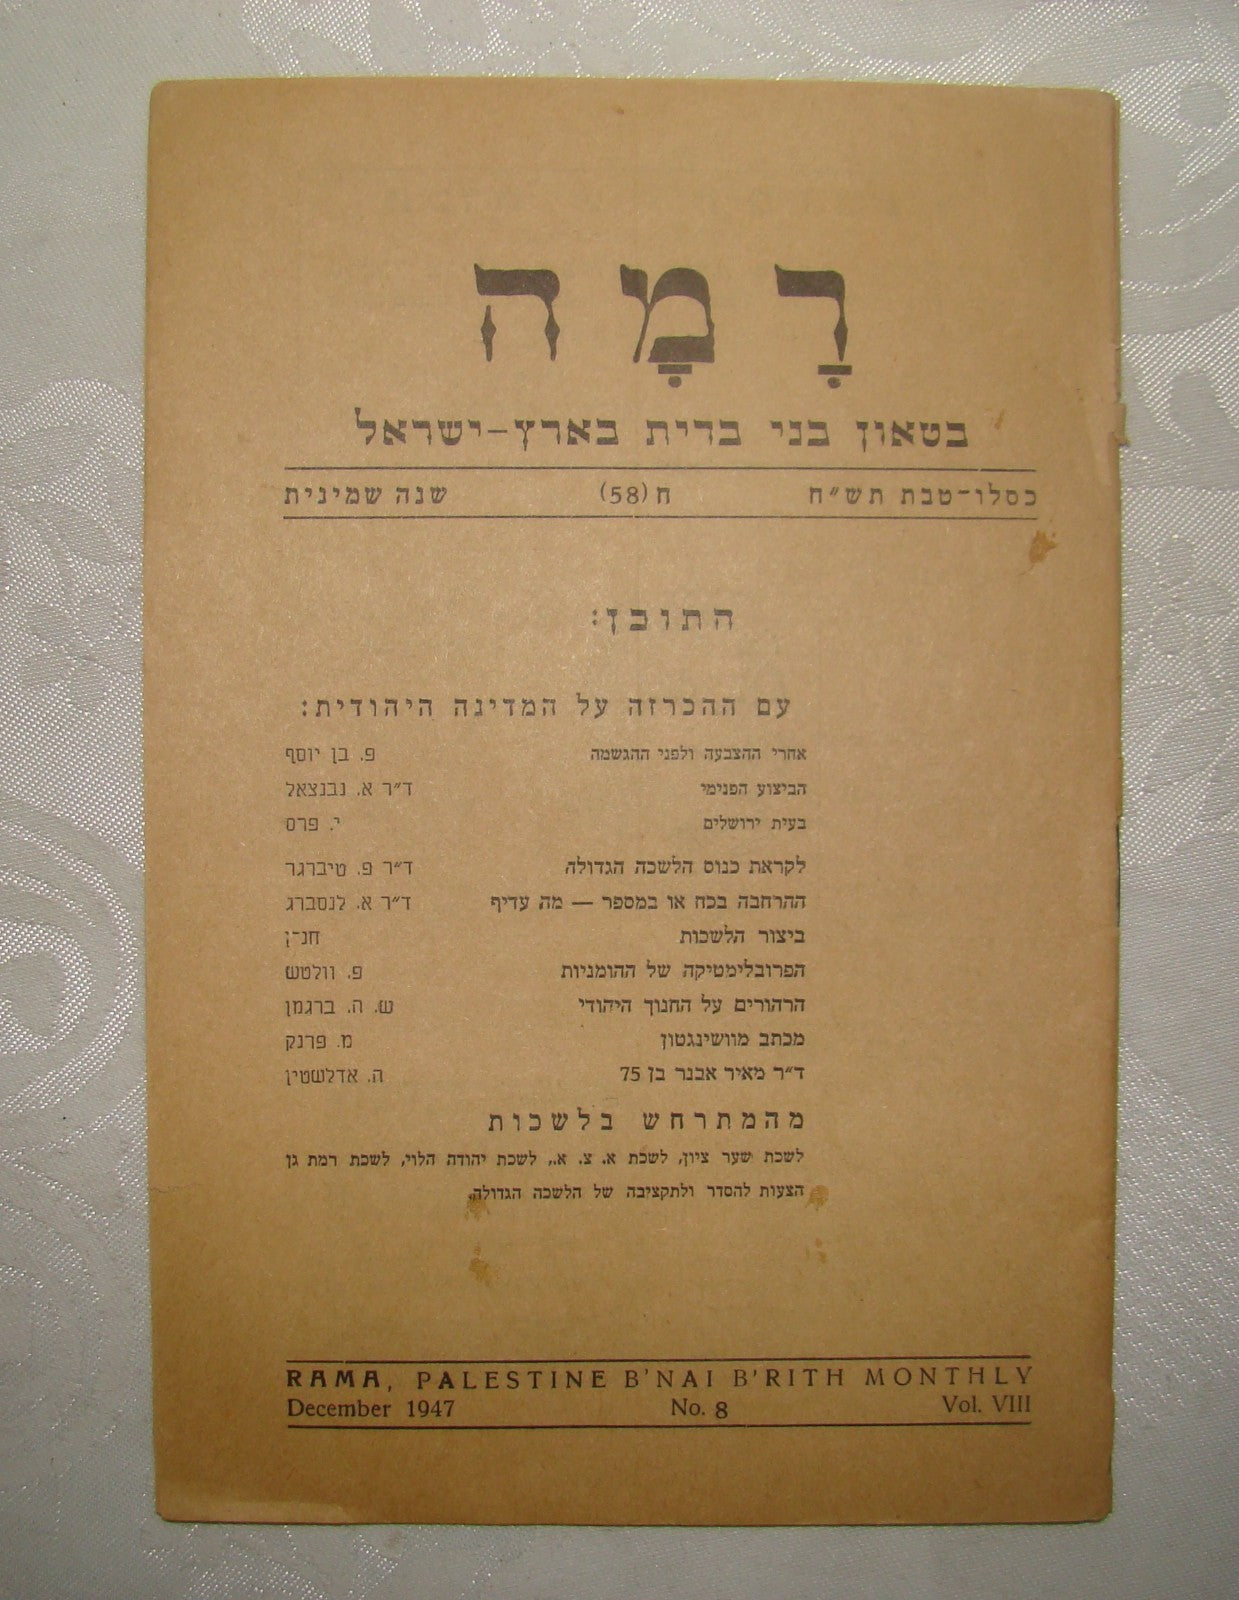 רָמָה
בטאון בני ברית בארץ-ישראל
כסלו-טבת תש״ח ח (58) שנה שמינית
התוכן:
עם ההכרזה על המדינה היהודית:
אחרי ההצבעה ולפני ההגשמה פ. בן יוסף
הביצוע הפנימי ד״ר א. נבנצאל
בעית ירושלים י. פרס
לקראת כנוס הלשכה הגדולה ד״ר פ. טיברגר
ההרחבה בכח או במספר — מה עדיף ד״ר א. לנסברג
ביצור הלשכות חנ-ן
הפרובלימטיקה של ההומניות פ. וולטש
הרהורים על החנוך היהודי ש. ה. ברגמן
מכתב מוושינגטון מ. פרנק
ד״ר מאיר אבנר בן 75 ה. אדלשטין
מהמתרחש בלשכות
לשכת שער ציון, לשכת א. צ. א., לשכת יהודה הלוי, לשכת רמת גן
הצעות להסדר ולתקציבה של הלשכה הגדולה.
RAMA, PALESTINE B'NAI B'RITH MONTHLY
December 1947 No. 8 Vol. VIII